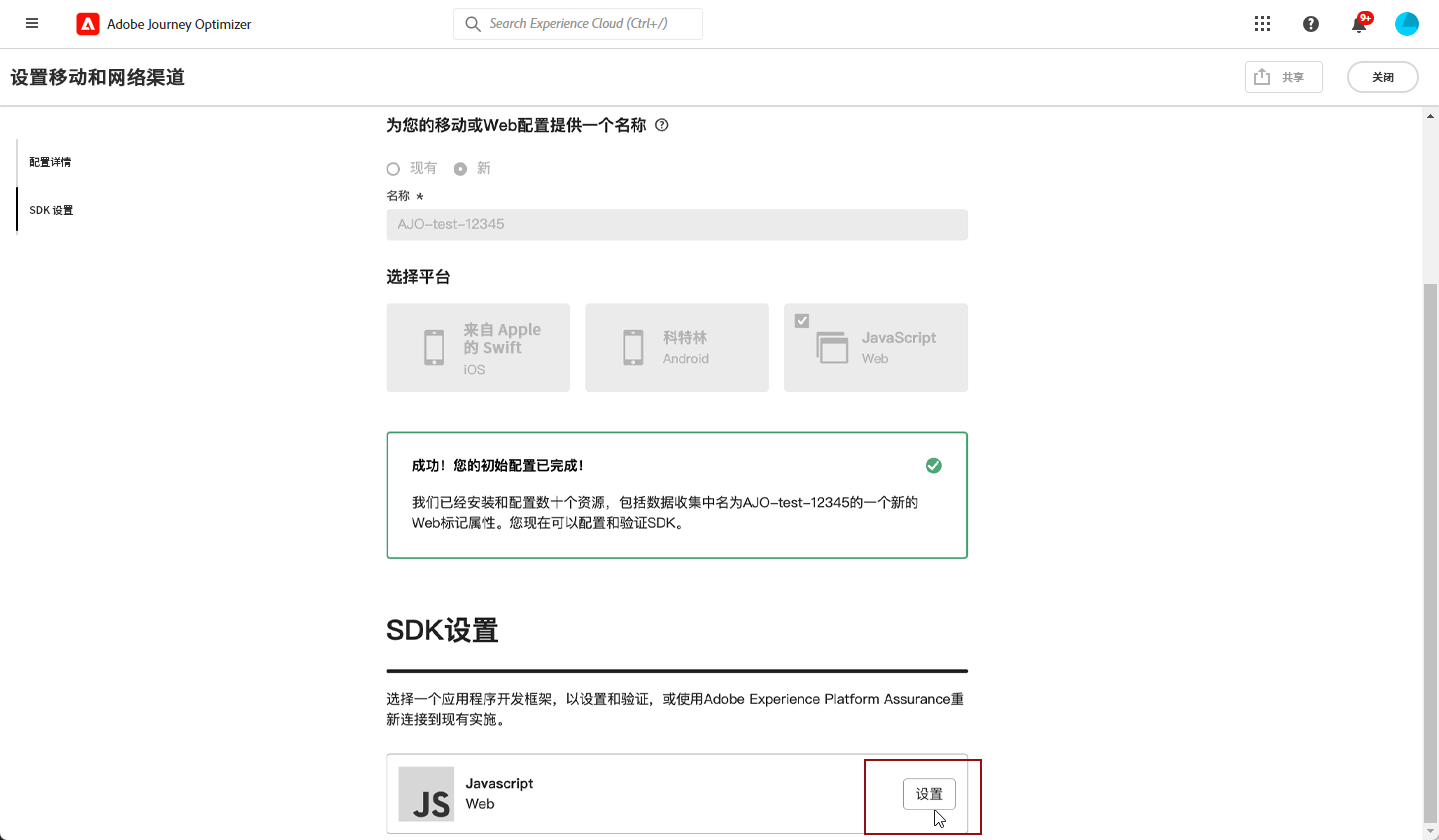 Adobe Journey Optimizer
Search Experience Cloud (Ctrl+/)
9+
设置移动和网络渠道
共享
关闭
配置详情
SDK 设置
为您的移动或Web配置提供一个名称
现有
新
名称 *
AJO-test-12345
选择平台
来自 Apple
的 Swift
iOS
科特林
Android
JavaScript
Web
成功！您的初始配置已完成！
我们已经安装和配置数十个资源，包括数据收集中名为AJO-test-12345的一个新的
Web标记属性。您现在可以配置和验证SDK。
SDK设置
选择一个应用程序开发框架，以设置和验证，或使用Adobe Experience Platform Assurance重
新连接到现有实施。
JS
Javascript
Web
设置